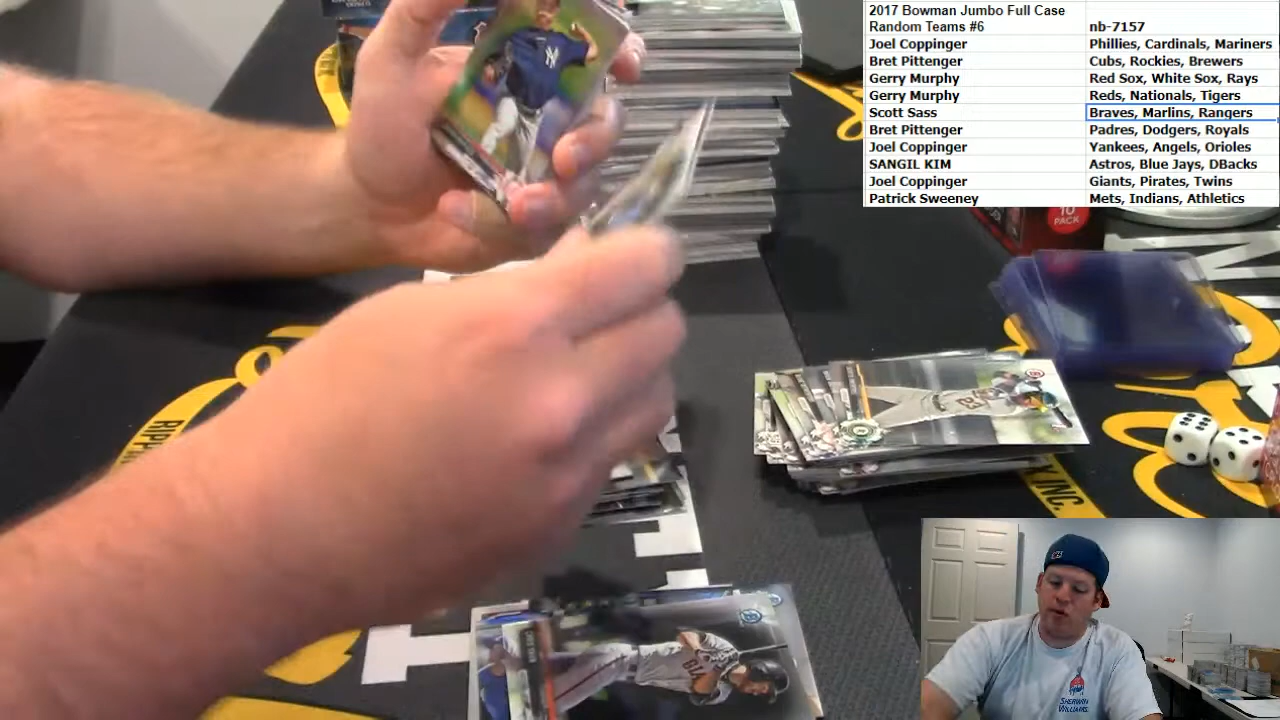 2017 Bowman Jumbo Full Case
Random Teams #6 nb-7157
Joel Coppinger Phillies, Cardinals, Mariners
Bret Pittenger Cubs, Rockies, Brewers
Gerry Murphy Red Sox, White Sox, Rays
Gerry Murphy Reds, Nationals, Tigers
Scott Sass Braves, Marlins, Rangers
Bret Pittenger Padres, Dodgers, Royals
Joel Coppinger Yankees, Angels, Orioles
SANGIL KIM Astros, Blue Jays, DBacks
Joel Coppinger Giants, Pirates, Twins
Patrick Sweeney Mets, Indians, Athletics
10
PACK
RIPPIN
INC.
SHERWIN
WILLIAMS.